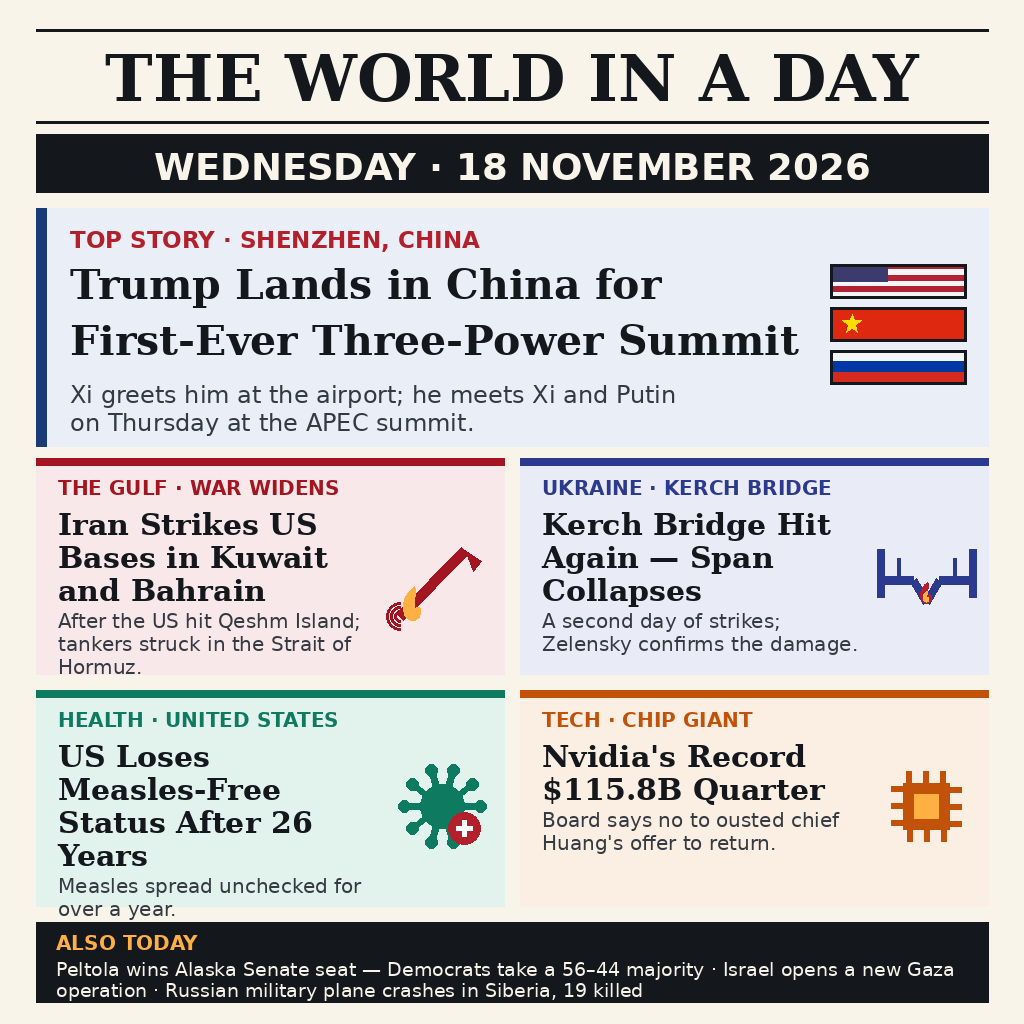 THE WORLD IN A DAY
WEDNESDAY · 18 NOVEMBER 2026
TOP STORY · SHENZHEN, CHINA
Trump Lands in China for
First-Ever Three-Power Summit
Xi greets him at the airport; he meets Xi and Putin
on Thursday at the APEC summit.
THE GULF · WAR WIDENS
Iran Strikes US
Bases in Kuwait
and Bahrain
After the US hit Qeshm Island;
tankers struck in the Strait of
Hormuz.
UKRAINE · KERCH BRIDGE
Kerch Bridge Hit
Again — Span
Collapses
A second day of strikes;
Zelensky confirms the damage.
HEALTH · UNITED STATES
US Loses
Measles-Free
Status After 26
Years
Measles spread unchecked for
over a year.
TECH · CHIP GIANT
Nvidia's Record
$115.8B Quarter
Board says no to ousted chief
Huang's offer to return.
ALSO TODAY
Peltola wins Alaska Senate seat — Democrats take a 56–44 majority · Israel opens a new Gaza
operation · Russian military plane crashes in Siberia, 19 killed